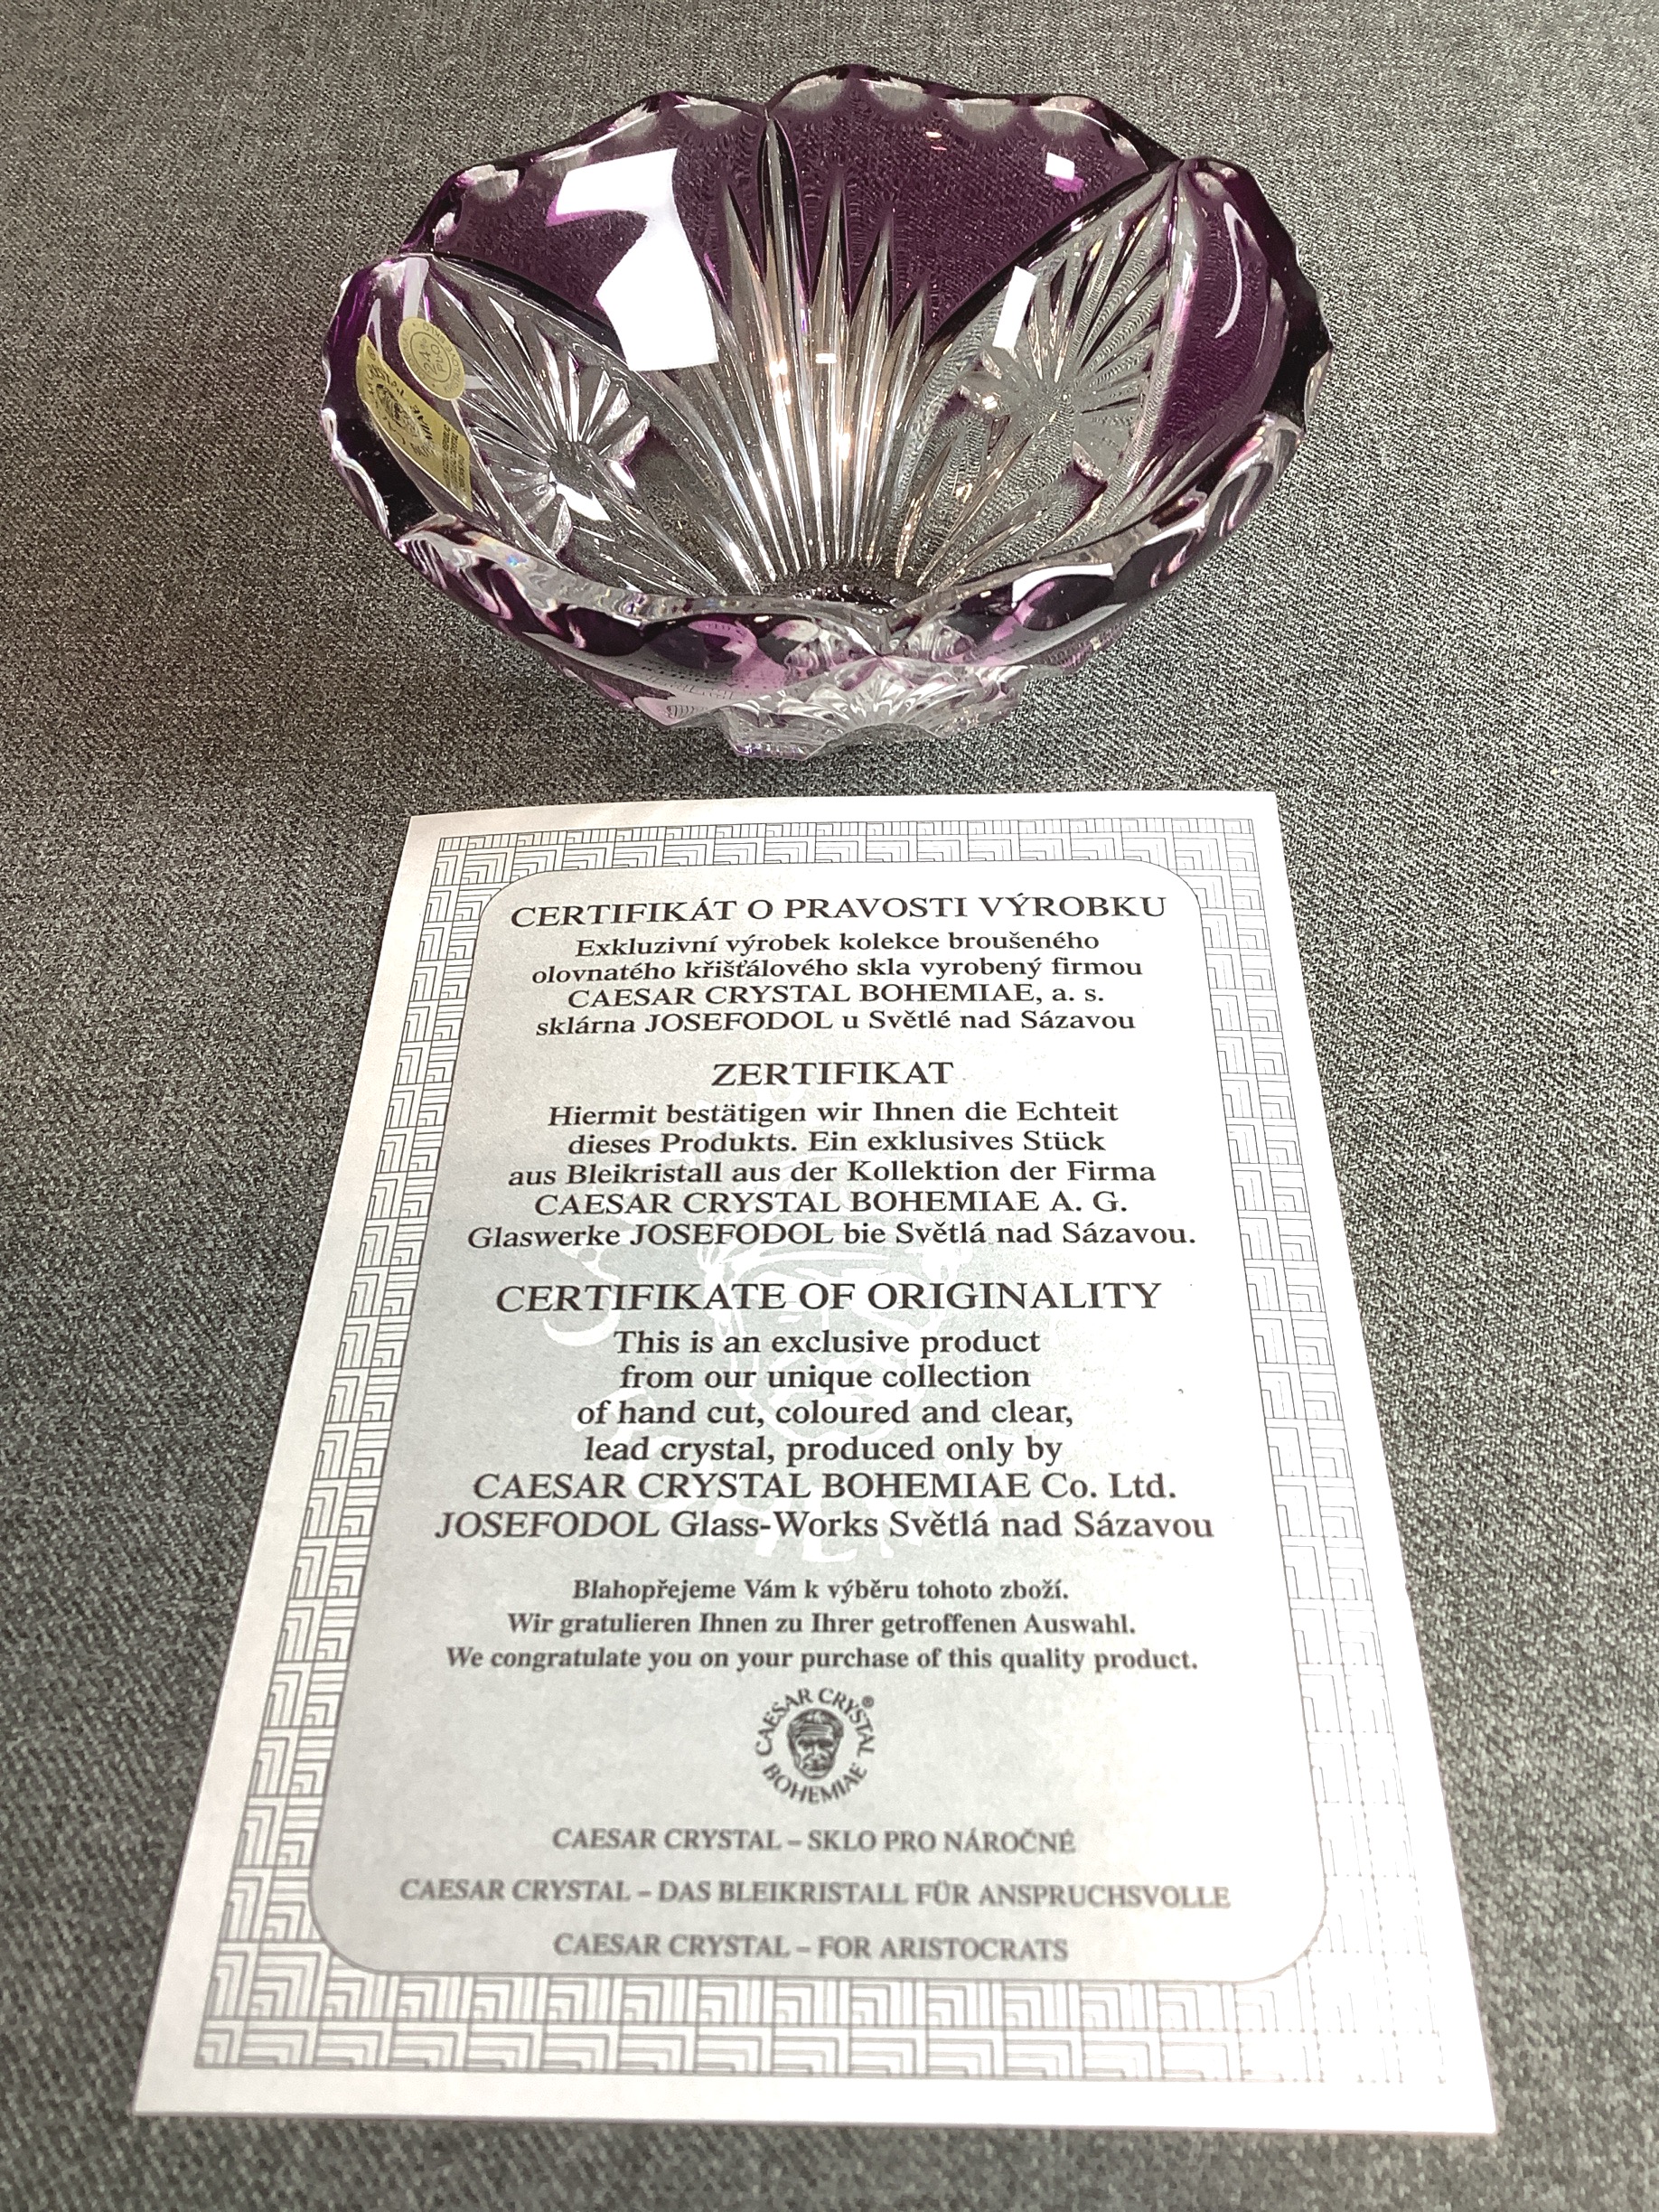 24%
PbO
CERTIFIKÁT O PRAVOSTI VÝROBKU
Exkluzivní výrobek kolekce broušeného
olovnatého křišťálového skla vyrobený firmou
CAESAR CRYSTAL BOHEMIAE, a. s.
sklárna JOSEFODOL u Světlé nad Sázavou
ZERTIFIKAT
Hiermit bestätigen wir Ihnen die Echteit
dieses Produkts. Ein exklusives Stück
aus Bleikristall aus der Kollektion der Firma
CAESAR CRYSTAL BOHEMIAE A. G.
Glaswerke JOSEFODOL bie Světlá nad Sázavou.
CERTIFIKATE OF ORIGINALITY
This is an exclusive product
from our unique collection
of hand cut, coloured and clear,
lead crystal, produced only by
CAESAR CRYSTAL BOHEMIAE Co. Ltd.
JOSEFODOL Glass-Works Světlá nad Sázavou
Blahopřejeme Vám k výběru tohoto zboží.
Wir gratulieren Ihnen zu Ihrer getroffenen Auswahl.
We congratulate you on your purchase of this quality product.
CAESAR CRYSTAL ®
BOHEMIAE
CAESAR CRYSTAL – SKLO PRO NÁROČNÉ
CAESAR CRYSTAL – DAS BLEIKRISTALL FÜR ANSPRUCHSVOLLE
CAESAR CRYSTAL – FOR ARISTOCRATS